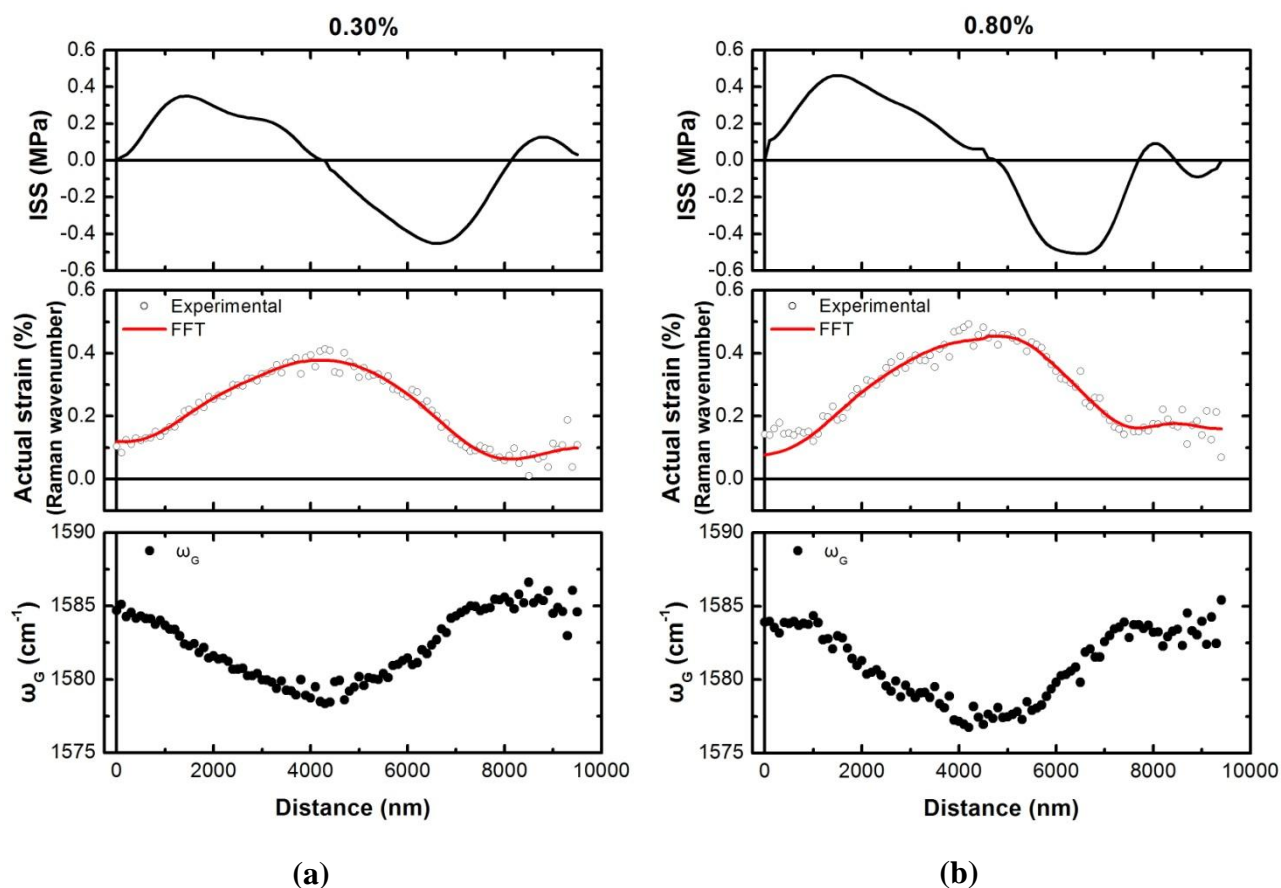 0.30%
0.6
0.4
0.2
0.0
-0.2
-0.4
-0.6
ISS (MPa)
0.6
0.4
0.2
0.0
Actual strain (%)
(Raman wavenumber)
Experimental
FFT
1590
1585
1580
1575
ω_G (cm⁻¹)
ω_G
0 2000 4000 6000 8000 10000
Distance (nm)
(a)
0.80%
0.6
0.4
0.2
0.0
-0.2
-0.4
-0.6
ISS (MPa)
0.6
0.4
0.2
0.0
Actual strain (%)
(Raman wavenumber)
Experimental
FFT
1590
1585
1580
1575
ω_G (cm⁻¹)
ω_G
0 2000 4000 6000 8000 10000
Distance (nm)
(b)